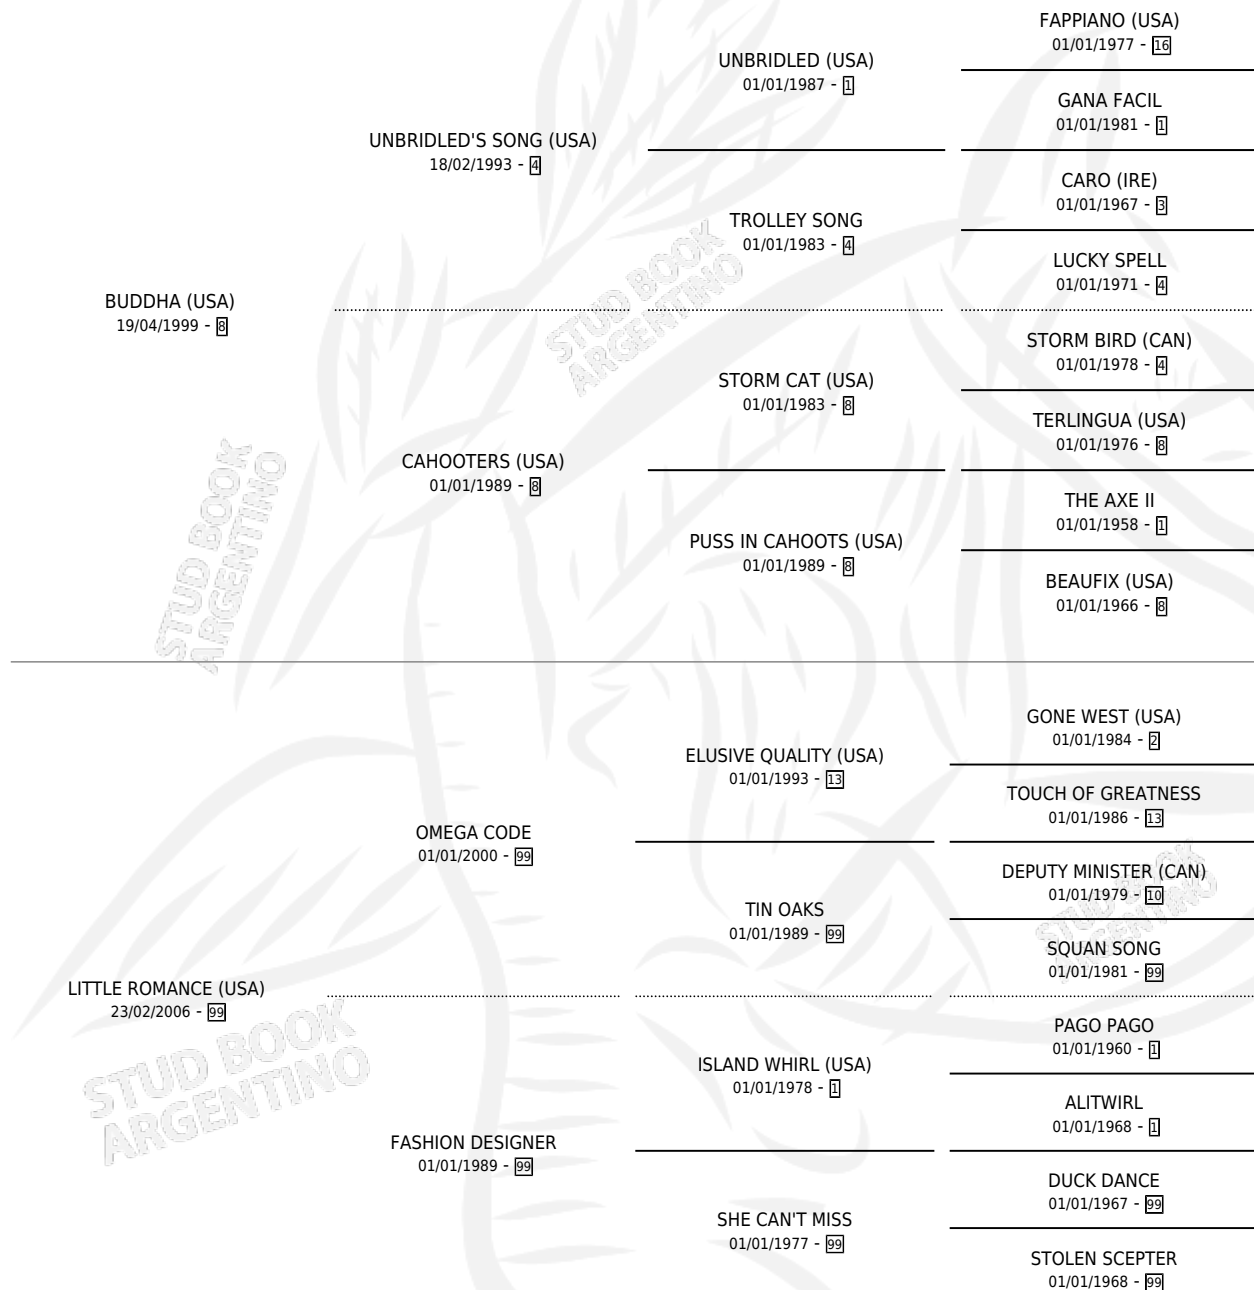 FAPPIANO (USA)
01/01/1977 - 16
UNBRIDLED (USA)
01/01/1987 - 1
GANA FACIL
01/01/1981 - 1
UNBRIDLED'S SONG (USA)
18/02/1993 - 4
CARO (IRE)
01/01/1967 - 3
TROLLEY SONG
01/01/1983 - 4
LUCKY SPELL
01/01/1971 - 4
BUDDHA (USA)
19/04/1999 - 8
STORM BIRD (CAN)
01/01/1978 - 4
STORM CAT (USA)
01/01/1983 - 8
TERLINGUA (USA)
01/01/1976 - 8
CAHOOTERS (USA)
01/01/1989 - 8
THE AXE II
01/01/1958 - 1
PUSS IN CAHOOTS (USA)
01/01/1989 - 8
BEAUFIX (USA)
01/01/1966 - 8
GONE WEST (USA)
01/01/1984 - 2
ELUSIVE QUALITY (USA)
01/01/1993 - 13
TOUCH OF GREATNESS
01/01/1986 - 13
OMEGA CODE
01/01/2000 - 99
DEPUTY MINISTER (CAN)
01/01/1979 - 10
TIN OAKS
01/01/1989 - 99
SQUAN SONG
01/01/1981 - 99
LITTLE ROMANCE (USA)
23/02/2006 - 99
PAGO PAGO
01/01/1960 - 1
ISLAND WHIRL (USA)
01/01/1978 - 1
ALITWIRL
01/01/1968 - 1
FASHION DESIGNER
01/01/1989 - 99
DUCK DANCE
01/01/1967 - 99
SHE CAN'T MISS
01/01/1977 - 99
STOLEN SCEPTER
01/01/1968 - 99
STUD BOOK
ARGENTINO
STUD BOOK
ARGENTINO
STUD BOOK
ARGENTINO
STUD BOOK
ARGENTINO